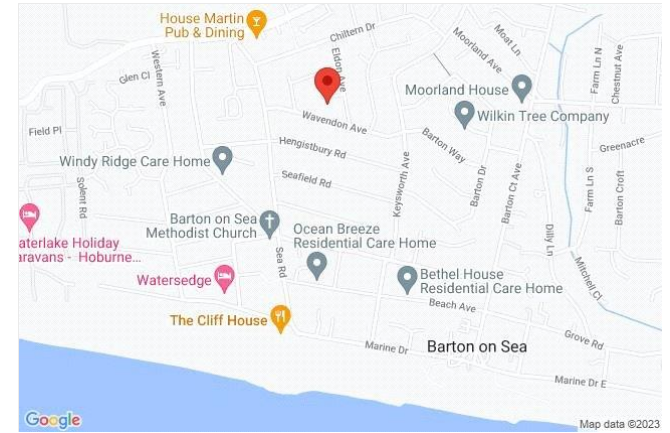 House Martin
Pub & Dining
Chiltern Dr
Eldon Ave
Moat Ln
Moorland Ave
Western Ave
Glen Cl
Farm Ln N
Chestnut Ave
Moorland House
Wilkin Tree Company
Wavendon Ave
Field Pl
Barton Way
Hengistbury Rd
Greenacre
Windy Ridge Care Home
Seafield Rd
Keysworth Ave
Barton Dr
Barton Ct Ave
Farm Ln S
Barton Croft
Solent Rd
Barton on Sea
Methodist Church
Ocean Breeze
Residential Care Home
Dilly Ln
aterlake Holiday
aravans - Hoburne...
Sea Rd
Mitchell Cl
Watersedge
Bethel House
Residential Care Home
Beach Ave
The Cliff House
Grove Rd
Marine Dr
Barton on Sea
Marine Dr E
Google
Map data ©2023